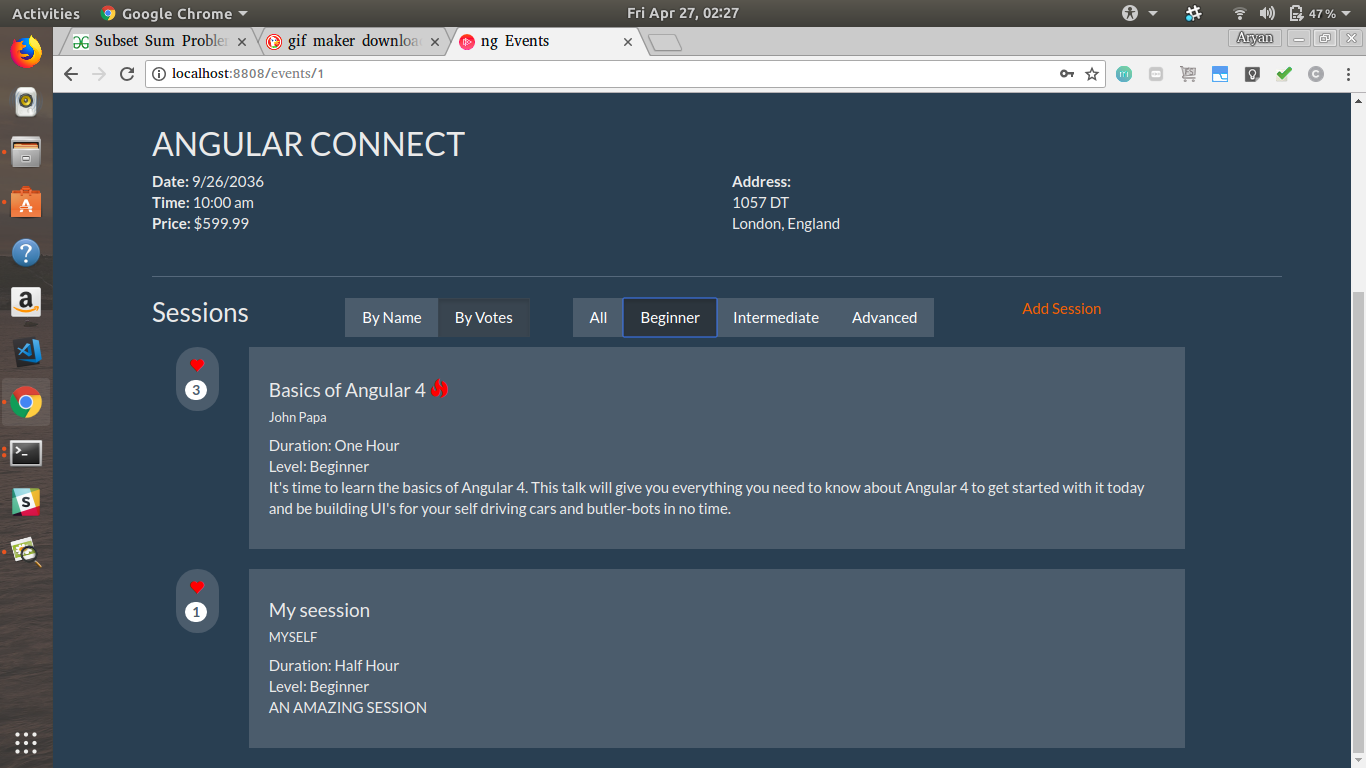 Activities Google Chrome Fri Apr 27, 02:27 47%
Subset Sum Proble gif maker downloa ng Events Aryan
localhost:8808/events/1
ANGULAR CONNECT
Date: 9/26/2036
Time: 10:00 am
Price: $599.99
Address:
1057 DT
London, England
Sessions By Name By Votes All Beginner Intermediate Advanced Add Session
3
Basics of Angular 4
John Papa
Duration: One Hour
Level: Beginner
It's time to learn the basics of Angular 4. This talk will give you everything you need to know about Angular 4 to get started with it today
and be building UI's for your self driving cars and butler-bots in no time.
1
My seession
MYSELF
Duration: Half Hour
Level: Beginner
AN AMAZING SESSION